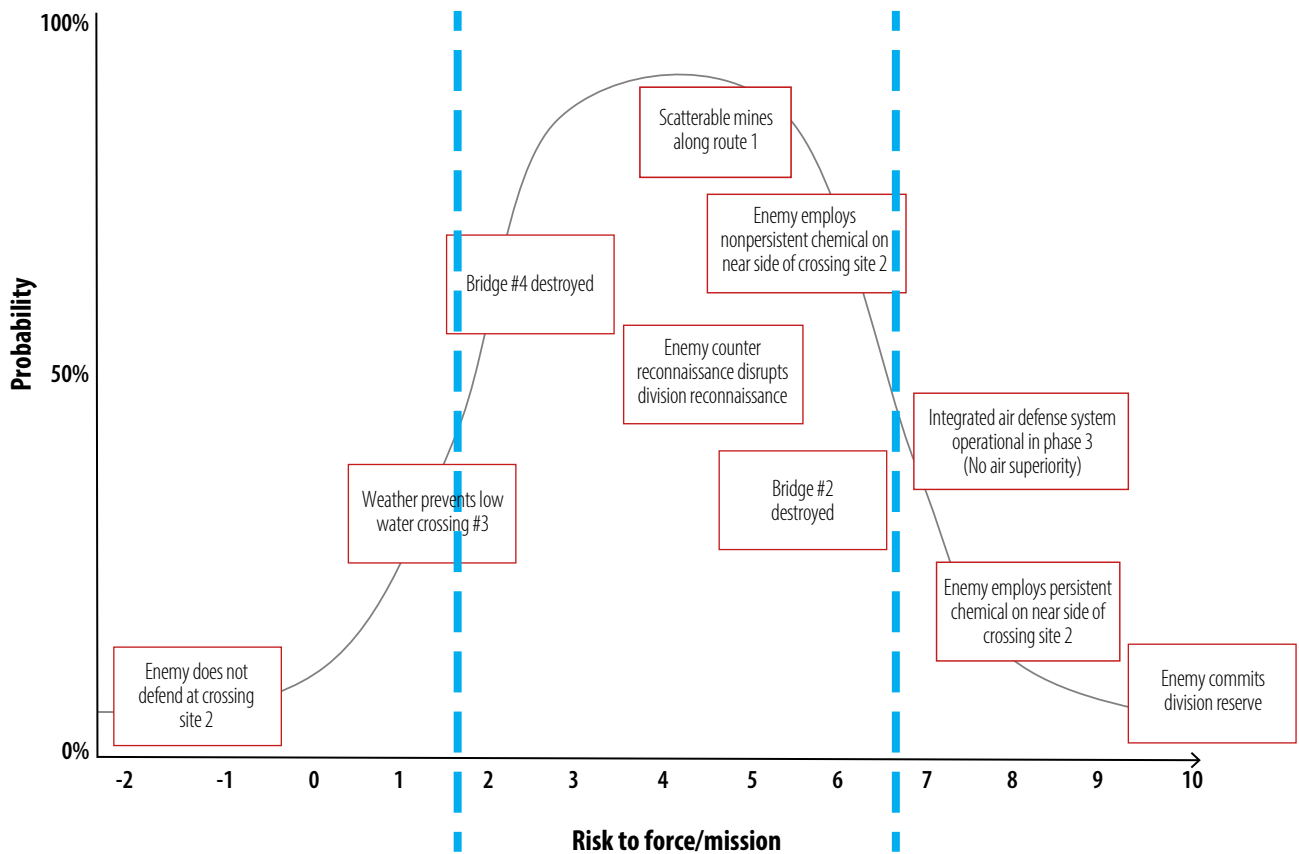 100%
Scatterable mines
along route 1
Enemy employs
nonpersistent chemical on
near side of crossing site 2
Bridge #4 destroyed
Probability
Enemy counter
reconnaissance disrupts
division reconnaissance
50%
Integrated air defense system
operational in phase 3
(No air superiority)
Bridge #2
destroyed
Weather prevents low
water crossing #3
Enemy employs persistent
chemical on near side of
crossing site 2
Enemy does not
defend at crossing
site 2
Enemy commits
division reserve
0%
-2 -1 0 1 2 3 4 5 6 7 8 9 10
Risk to force/mission